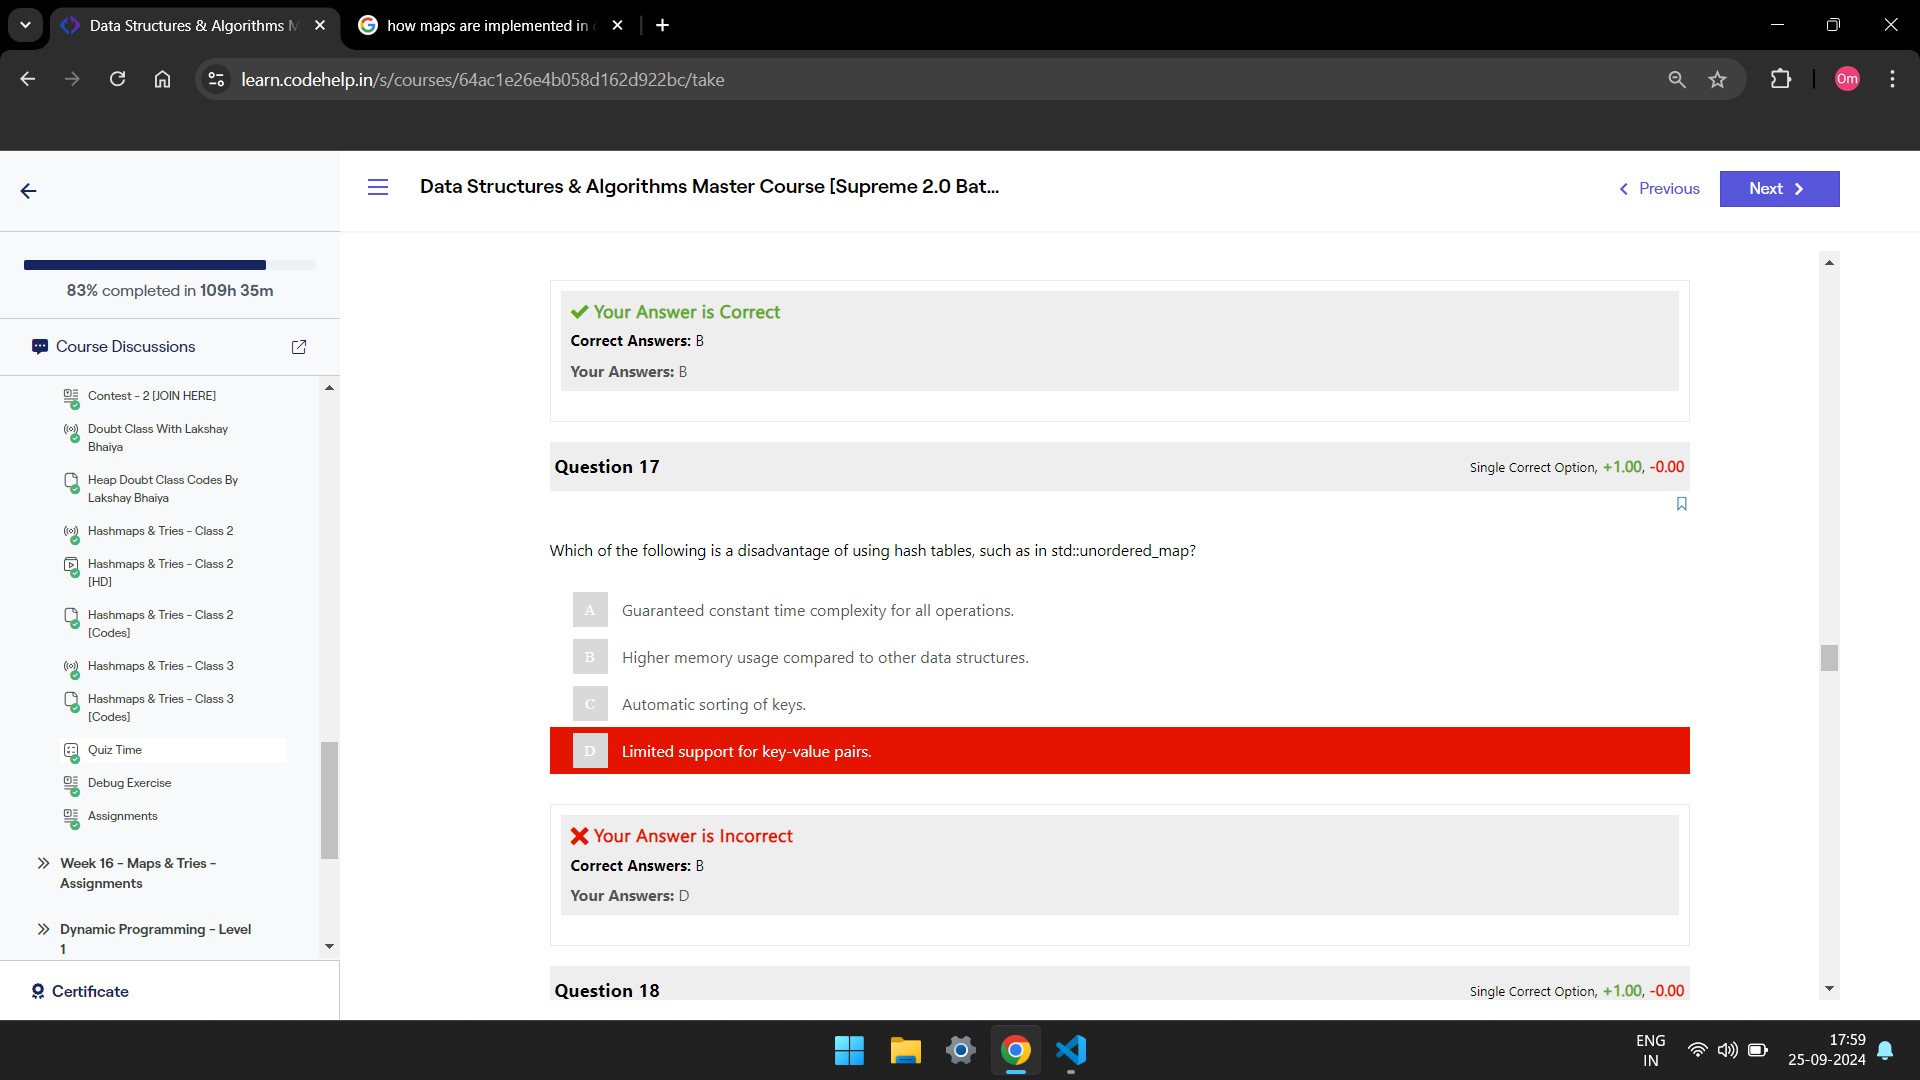 Data Structures & Algorithms M
how maps are implemented in
learn.codehelp.in/s/courses/64ac1e26e4b058d162d922bc/take
Om
Data Structures & Algorithms Master Course [Supreme 2.0 Bat...
Previous
Next
83% completed in 109h 35m
Course Discussions
Contest - 2 [JOIN HERE]
Doubt Class With Lakshay
Bhaiya
Heap Doubt Class Codes By
Lakshay Bhaiya
Hashmaps & Tries - Class 2
Hashmaps & Tries - Class 2
[HD]
Hashmaps & Tries - Class 2
[Codes]
Hashmaps & Tries - Class 3
Hashmaps & Tries - Class 3
[Codes]
Quiz Time
Debug Exercise
Assignments
Week 16 - Maps & Tries -
Assignments
Dynamic Programming - Level
1
Certificate
Your Answer is Correct
Correct Answers: B
Your Answers: B
Question 17
Single Correct Option, +1.00, -0.00
Which of the following is a disadvantage of using hash tables, such as in std::unordered_map?
A Guaranteed constant time complexity for all operations.
B Higher memory usage compared to other data structures.
C Automatic sorting of keys.
D Limited support for key-value pairs.
Your Answer is Incorrect
Correct Answers: B
Your Answers: D
Question 18
Single Correct Option, +1.00, -0.00
ENG
IN
17:59
25-09-2024